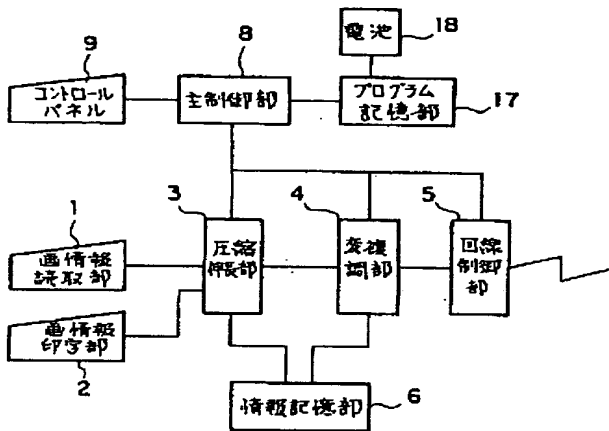 電池
18
9
8
コントロール
パネル
主制御部
プログラム
記憶部
17
1
3
4
5
画情報
読取部
圧縮
伸長部
変復
調部
回線
制御
部
画情報
印字部
2
情報記憶部
6